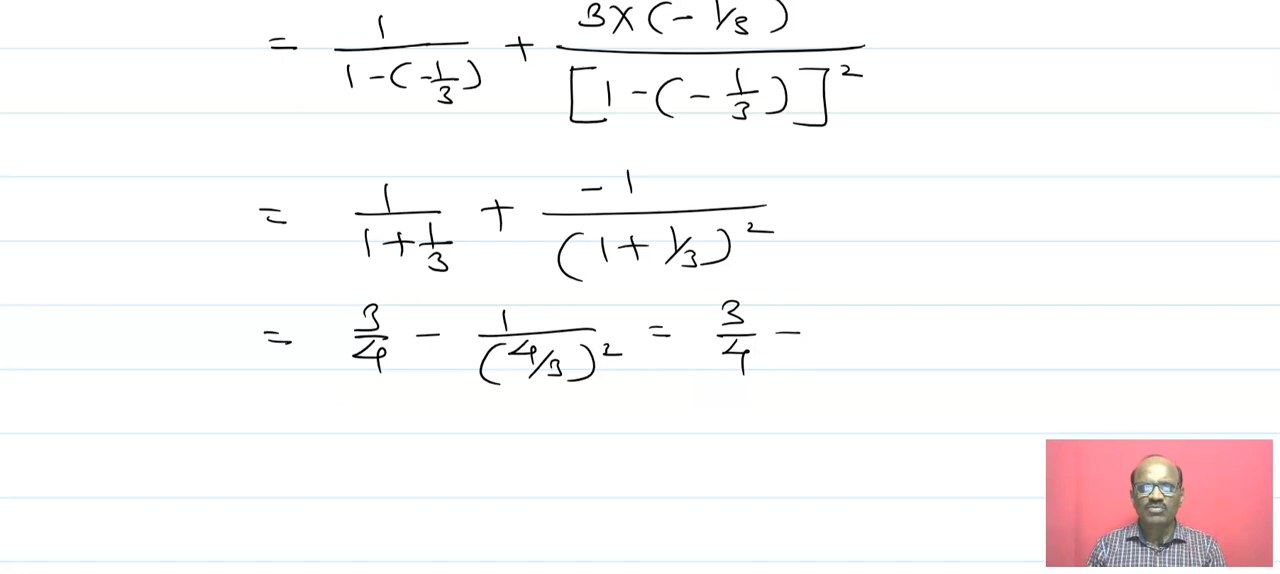 = 1/(1-(-1/3)) + 3×(-1/3)/[1-(-1/3)]²
= 1/(1+1/3) + -1/(1+1/3)²
= 3/4 - 1/(4/3)² = 3/4 -